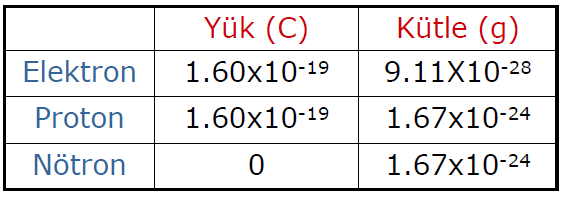 Yük (C) Kütle (g)
Elektron 1.60x10-19 9.11X10-28
Proton 1.60x10-19 1.67x10-24
Nötron 0 1.67x10-24